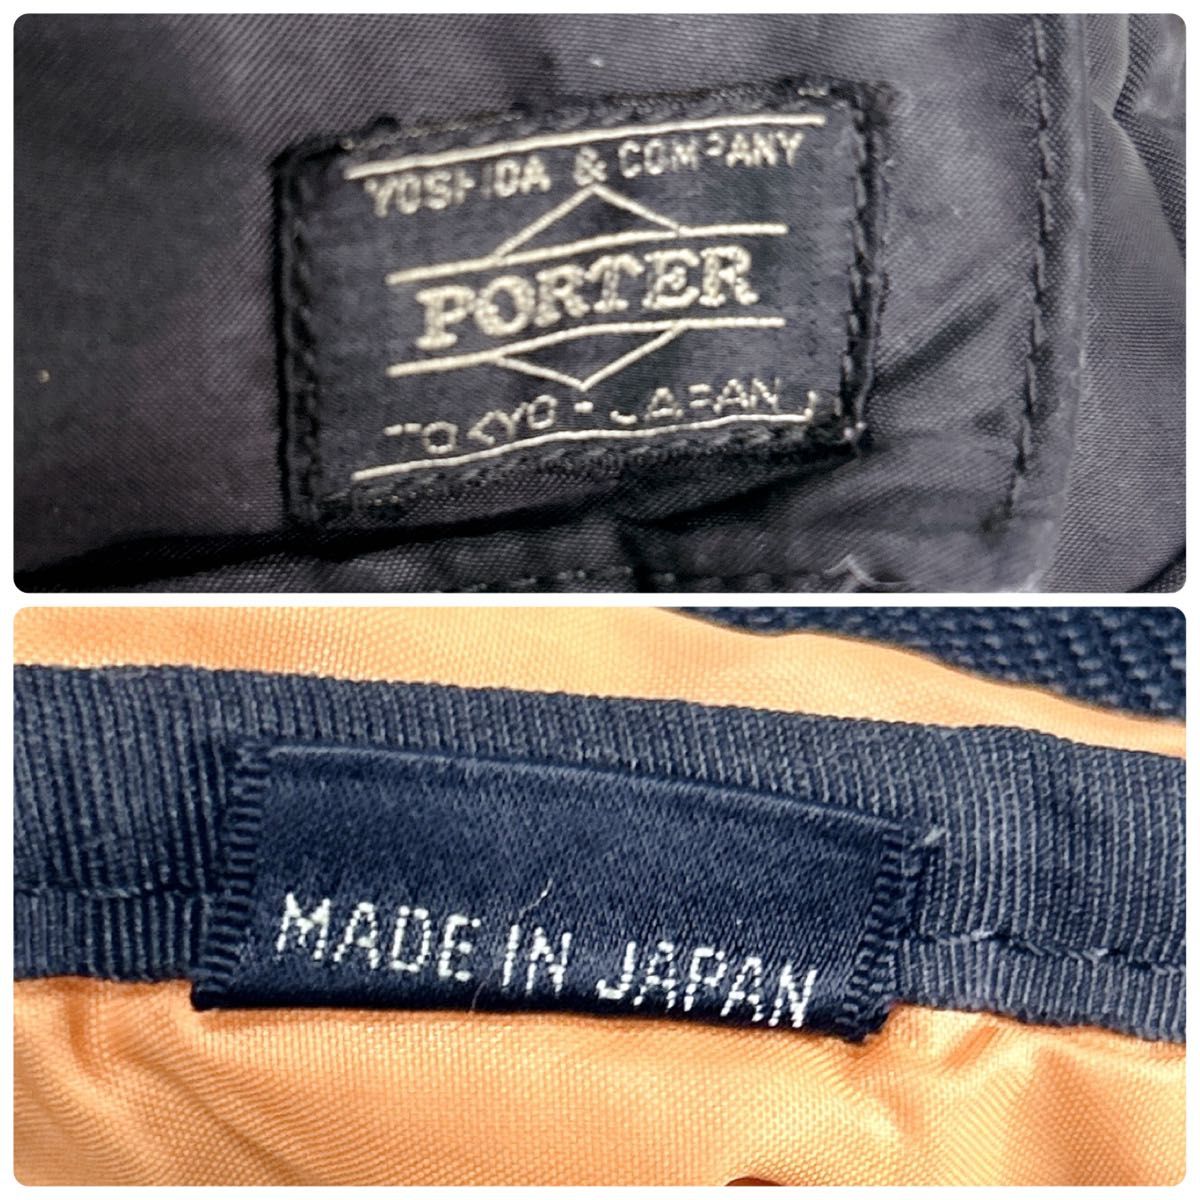 YOSHIDA & COMPANY
PORTER
TOKYO - JAPAN
MADE IN JAPAN